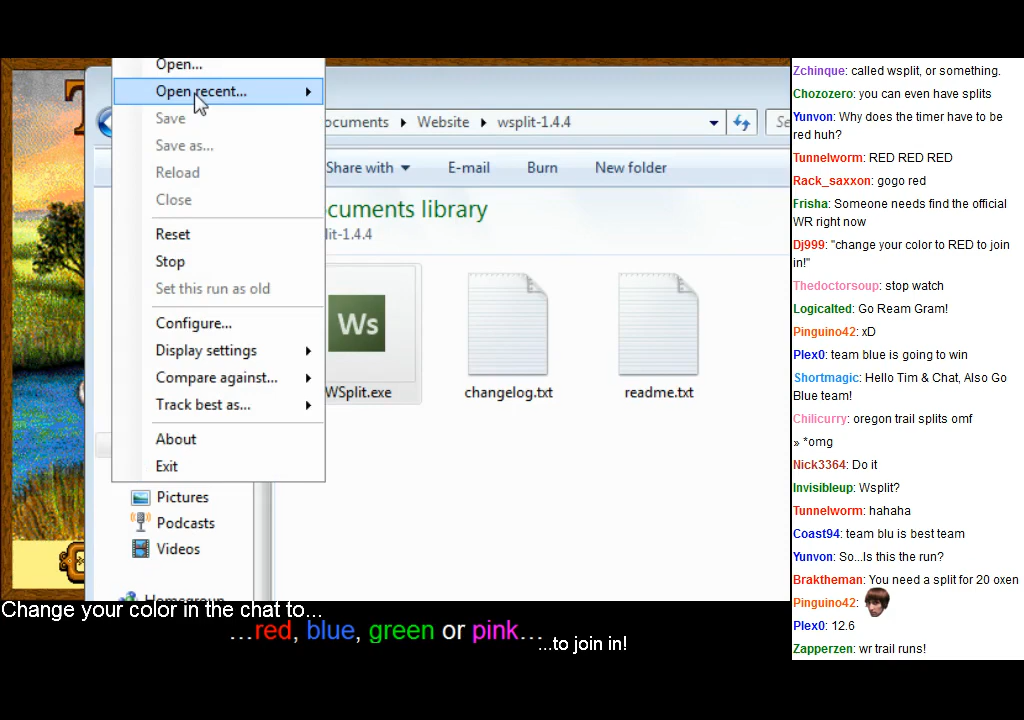 T
Open...
Open recent...
Save
Save as...
Reload
Close
Reset
Stop
Set this run as old
Configure...
Display settings
Compare against...
Track best as...
About
Exit
ocuments
Website
wsplit-1.4.4
Se
Share with
E-mail
Burn
New folder
cuments library
lit-1.4.4
Ws
WSplit.exe
changelog.txt
readme.txt
Pictures
Podcasts
Videos
Homegroup
Change your color in the chat to...
...red, blue, green or pink...
...to join in!
Zchinque: called wsplit, or something.
Chozozero: you can even have splits
Yunvon: Why does the timer have to be
red huh?
Tunnelworm: RED RED RED
Rack_saxxon: gogo red
Frisha: Someone needs find the official
WR right now
Dj999: "change your color to RED to join
in!"
Thedoctorsoup: stop watch
Logicalted: Go Ream Gram!
Pinguino42: xD
Plex0: team blue is going to win
Shortmagic: Hello Tim & Chat, Also Go
Blue team!
Chilicurry: oregon trail splits omf
» *omg
Nick3364: Do it
Invisibleup: Wsplit?
Tunnelworm: hahaha
Coast94: team blu is best team
Yunvon: So...Is this the run?
Braktheman: You need a split for 20 oxen
Pinguino42:
Plex0: 12.6
Zapperzen: wr trail runs!